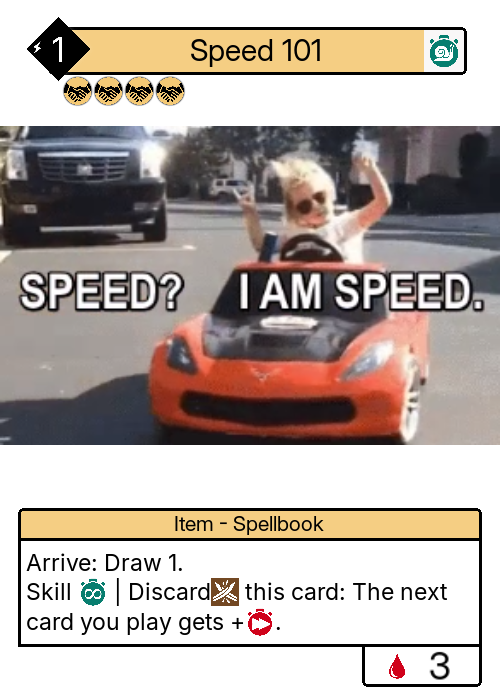 1
Speed 101
SPEED? I AM SPEED.
Item - Spellbook
Arrive: Draw 1.
Skill | Discard this card: The next
card you play gets + .
3